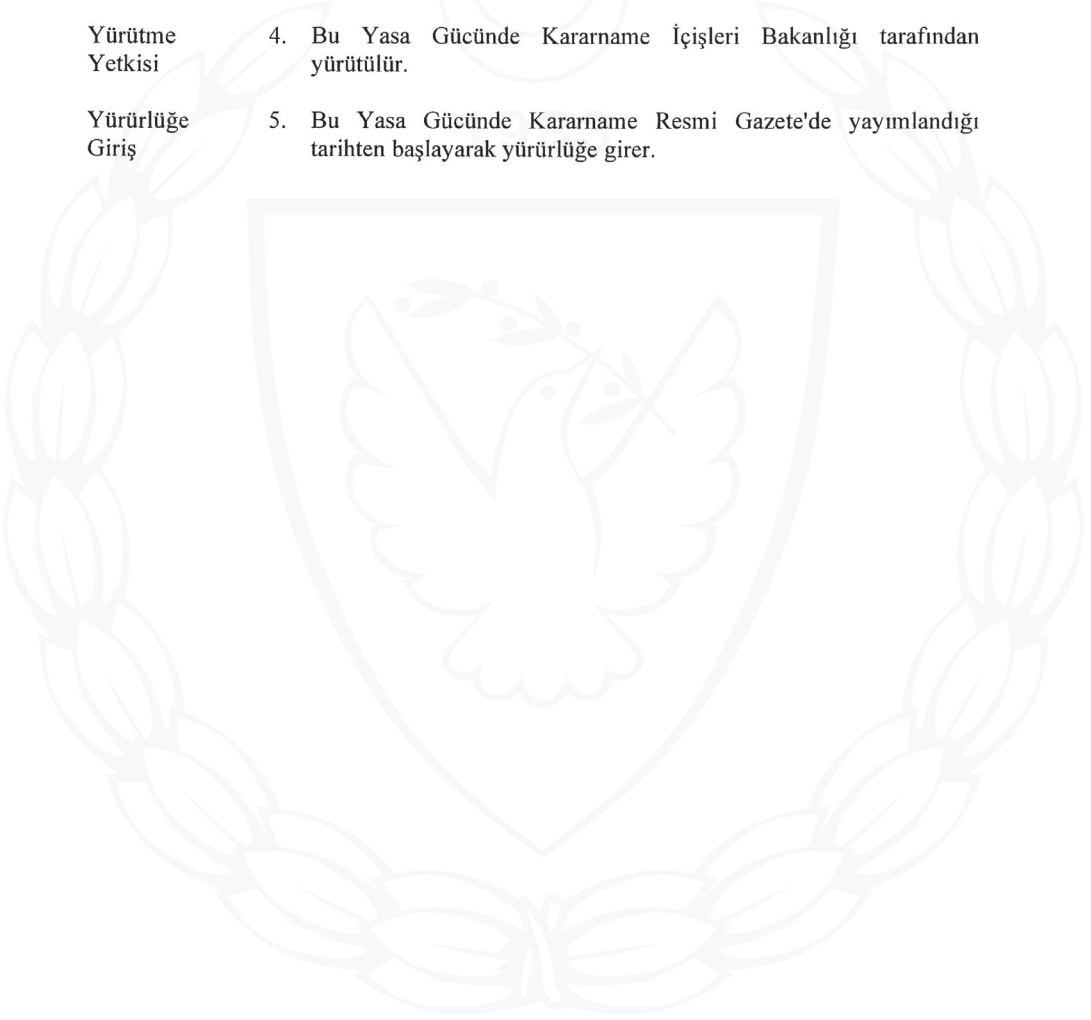 Yürütme 4. Bu Yasa Gücünde Kararname İçişleri Bakanlığı tarafından
Yetkisi yürütülür.
Yürürlüğe 5. Bu Yasa Gücünde Kararname Resmi Gazete'de yayımlandığı
Giriş tarihten başlayarak yürürlüğe girer.